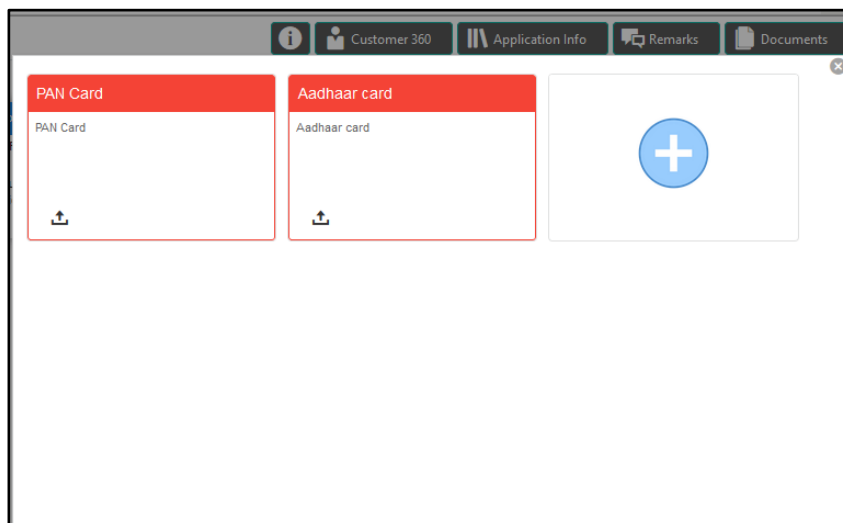 Customer 360
Application Info
Remarks
Documents
PAN Card
PAN Card
Aadhaar card
Aadhaar card